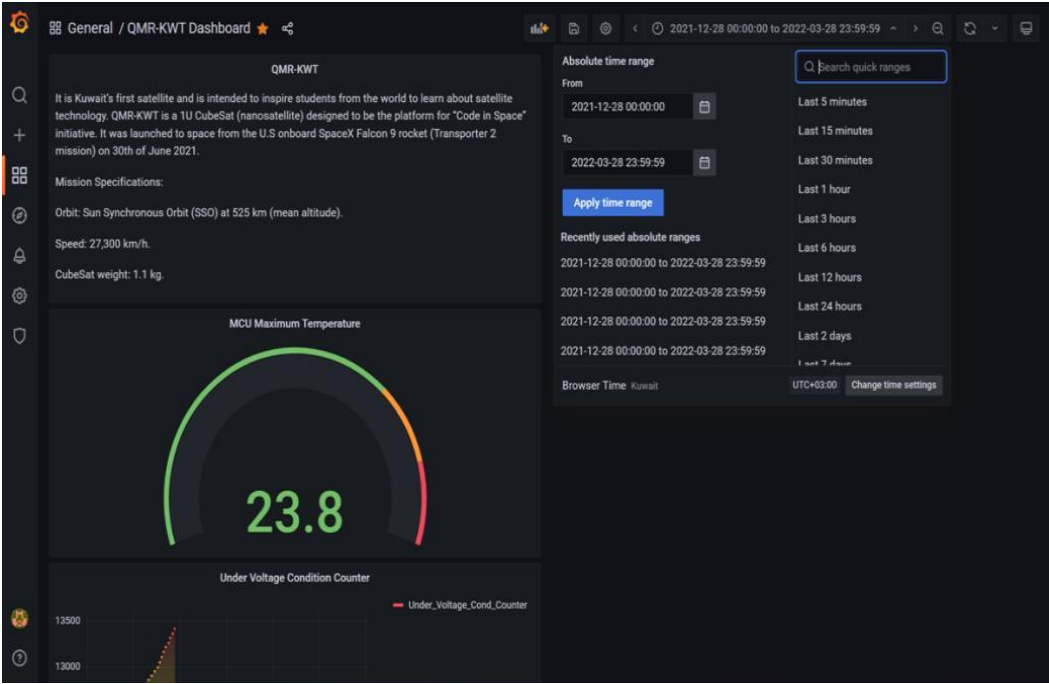 General / QMR-KWT Dashboard
2021-12-28 00:00:00 to 2022-03-28 23:59:59
QMR-KWT
It is Kuwait's first satellite and is intended to inspire students from the world to learn about satellite
technology. QMR-KWT is a 1U CubeSat (nanosatellite) designed to be the platform for "Code in Space"
initiative. It was launched to space from the U.S onboard SpaceX Falcon 9 rocket (Transporter 2
mission) on 30th of June 2021.
Mission Specifications:
Orbit: Sun Synchronous Orbit (SSO) at 525 km (mean altitude).
Speed: 27,300 km/h.
CubeSat weight: 1.1 kg.
MCU Maximum Temperature
23.8
Under Voltage Condition Counter
Under_Voltage_Cond_Counter
13500
13000
Absolute time range
From
2021-12-28 00:00:00
To
2022-03-28 23:59:59
Apply time range
Recently used absolute ranges
2021-12-28 00:00:00 to 2022-03-28 23:59:59
2021-12-28 00:00:00 to 2022-03-28 23:59:59
2021-12-28 00:00:00 to 2022-03-28 23:59:59
2021-12-28 00:00:00 to 2022-03-28 23:59:59
Search quick ranges
Last 5 minutes
Last 15 minutes
Last 30 minutes
Last 1 hour
Last 3 hours
Last 6 hours
Last 12 hours
Last 24 hours
Last 2 days
Last 7 days
Browser Time Kuwait
UTC+03:00
Change time settings